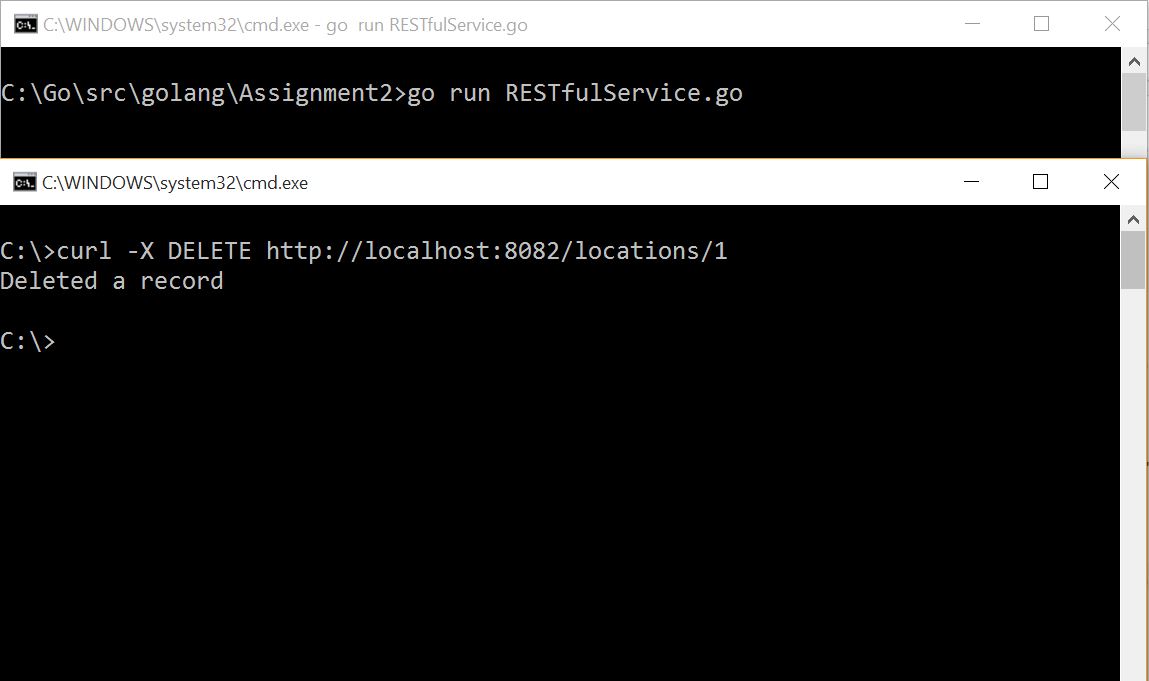 C:\WINDOWS\system32\cmd.exe - go  run RESTfulService.go
C:\Go\src\golang\Assignment2>go run RESTfulService.go
C:\WINDOWS\system32\cmd.exe
C:\>curl -X DELETE http://localhost:8082/locations/1
Deleted a record
C:\>